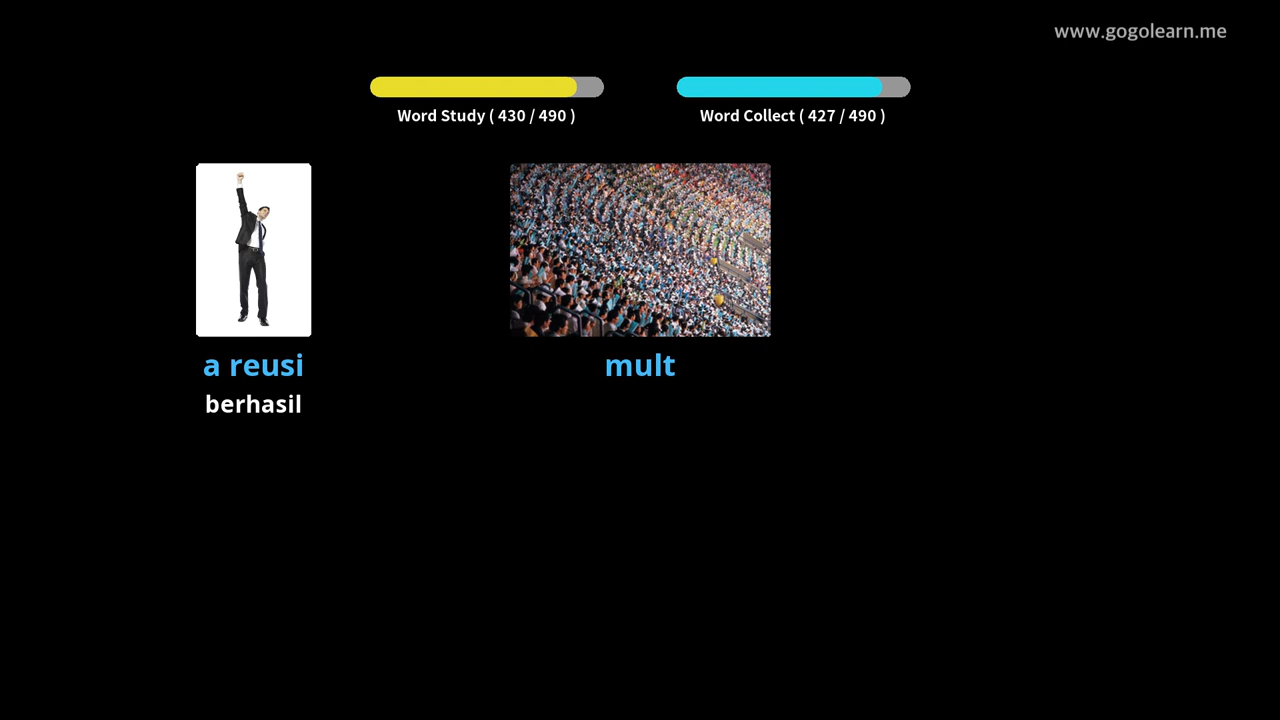 www.gogolearn.me
Word Study ( 430 / 490 )
Word Collect ( 427 / 490 )
a reusi
berhasil
mult